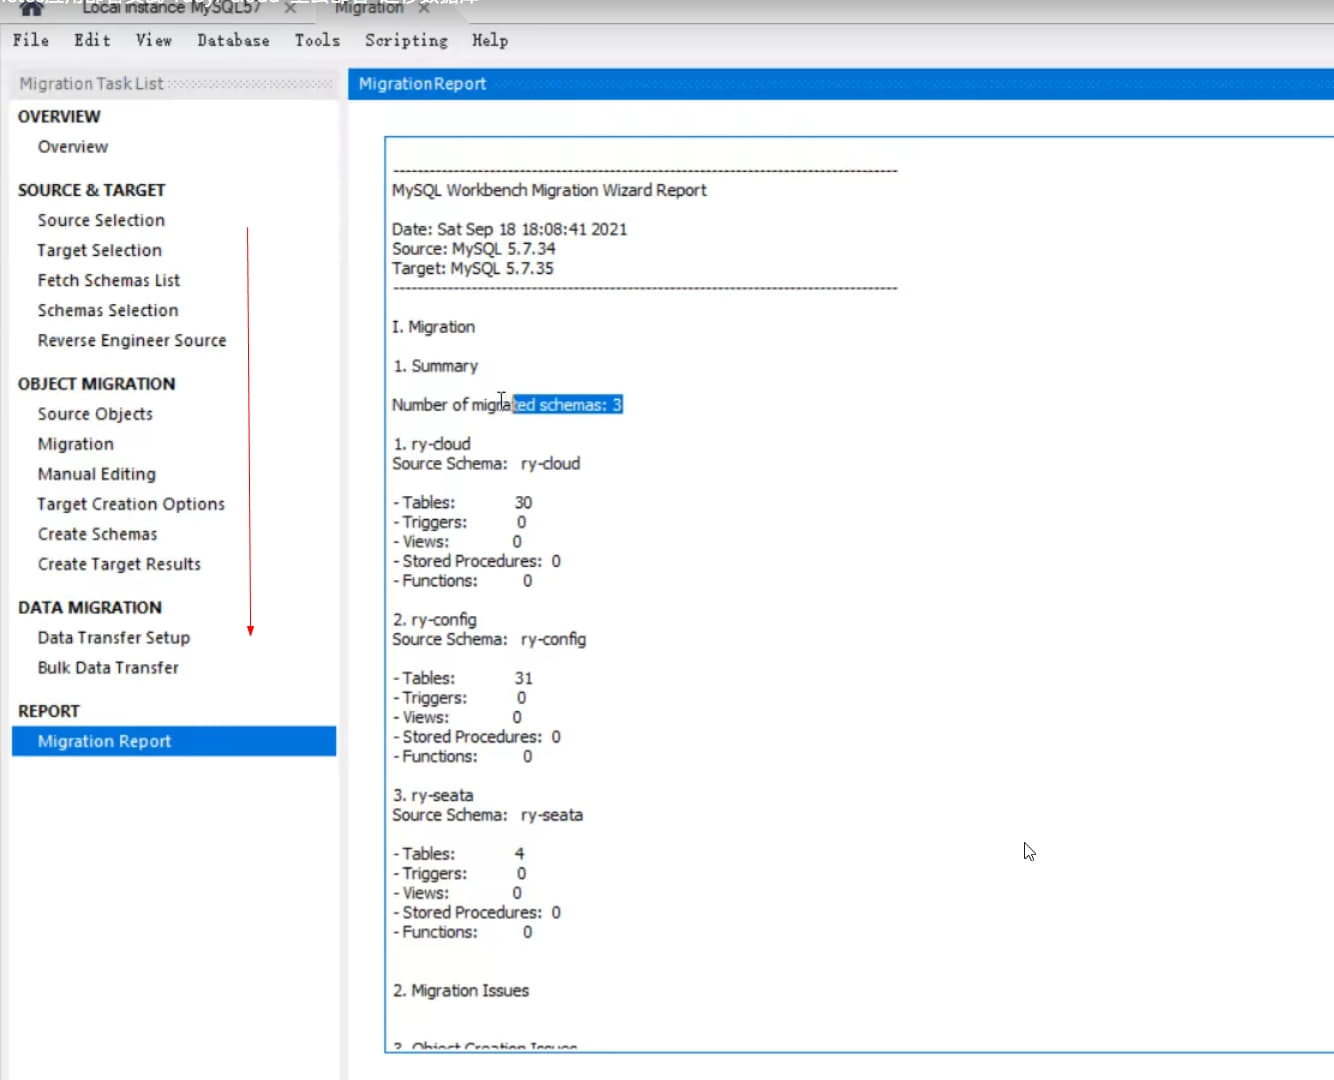 Local instance MySQL57
Migration
File Edit View Database Tools Scripting Help
Migration Task List
OVERVIEW
Overview
SOURCE & TARGET
Source Selection
Target Selection
Fetch Schemas List
Schemas Selection
Reverse Engineer Source
OBJECT MIGRATION
Source Objects
Migration
Manual Editing
Target Creation Options
Create Schemas
Create Target Results
DATA MIGRATION
Data Transfer Setup
Bulk Data Transfer
REPORT
Migration Report
Migration Report
MySQL Workbench Migration Wizard Report
Date: Sat Sep 18 18:08:41 2021
Source: MySQL 5.7.34
Target: MySQL 5.7.35
I. Migration
1. Summary
Number of migrated schemas: 3
1. ry-cloud
Source Schema: ry-cloud
- Tables: 30
- Triggers: 0
- Views: 0
- Stored Procedures: 0
- Functions: 0
2. ry-config
Source Schema: ry-config
- Tables: 31
- Triggers: 0
- Views: 0
- Stored Procedures: 0
- Functions: 0
3. ry-seata
Source Schema: ry-seata
- Tables: 4
- Triggers: 0
- Views: 0
- Stored Procedures: 0
- Functions: 0
2. Migration Issues
3. Object Creation Issues